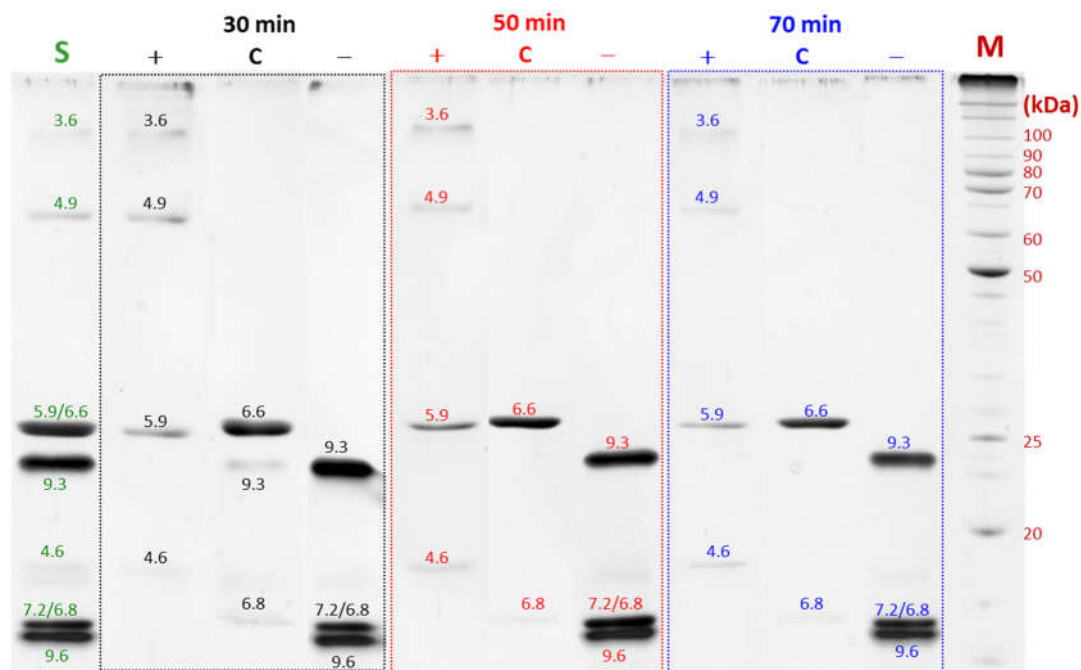 30 min 50 min 70 min
S + C − + C − + C − M
(kDa)
3.6 3.6 3.6 3.6
100
90
80
4.9 4.9 4.9 4.9
70
60
50
5.9/6.6 5.9 6.6 5.9 6.6 5.9 6.6
25
9.3 9.3 9.3
9.3 9.3
20
4.6 4.6 4.6 4.6
7.2/6.8 6.8 7.2/6.8 6.8 7.2/6.8 6.8 7.2/6.8
9.6 9.6 9.6 9.6